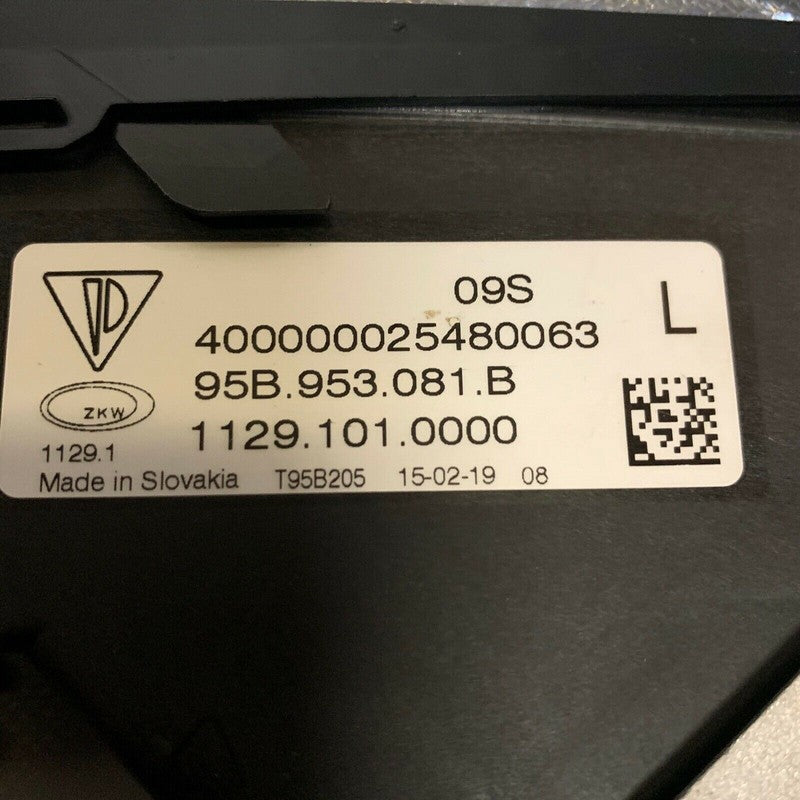 09S
L
400000025480063
95B.953.081.B
ZKW
1129.101.0000
1129.1
Made in Slovakia T95B205 15-02-19 08